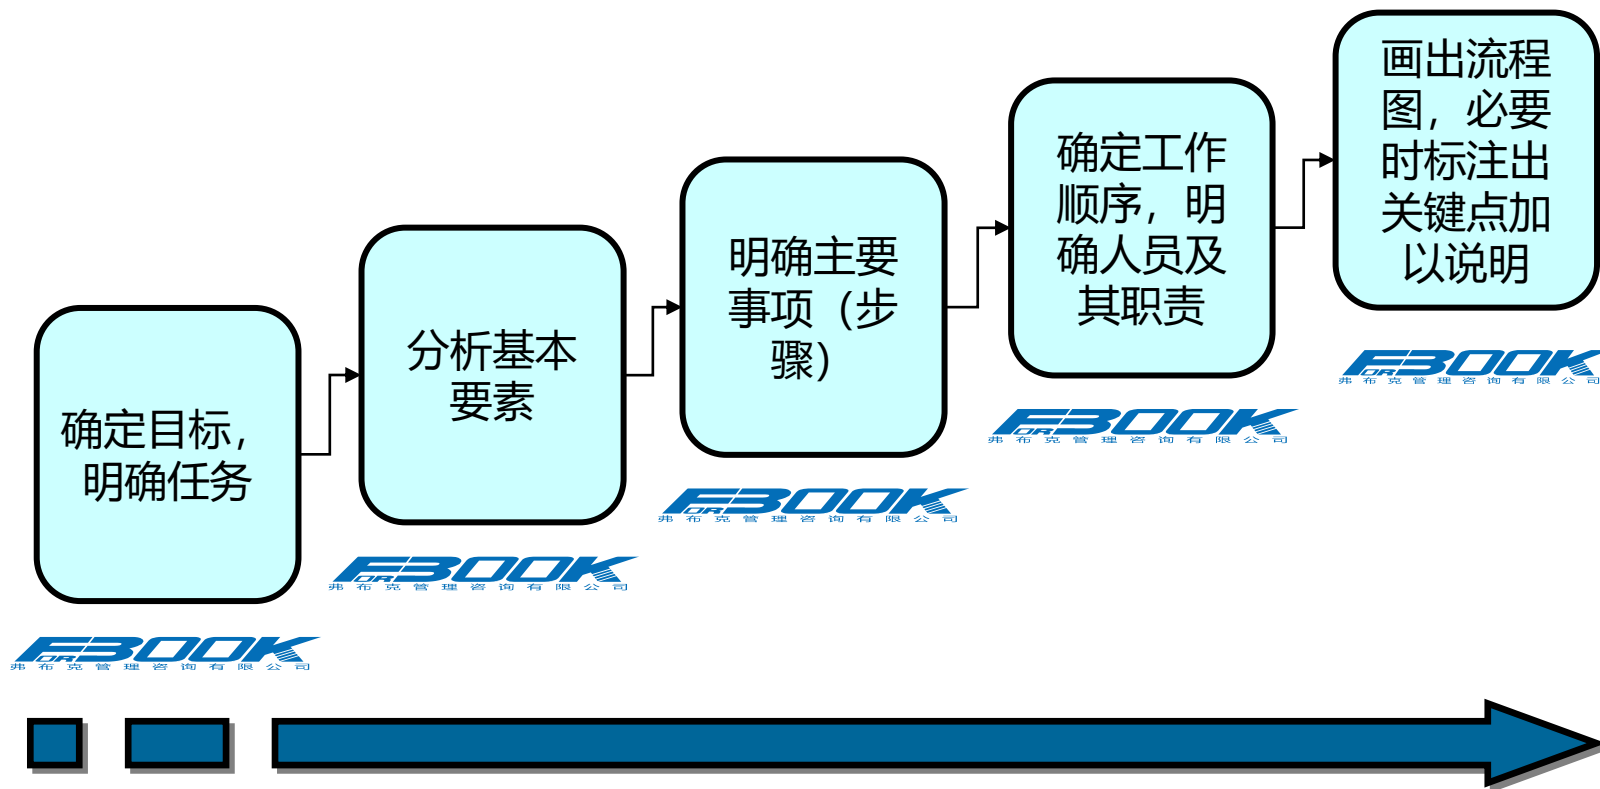 确定目标，
明确任务
FORBOOK
弗布克管理咨询有限公司
分析基本
要素
FORBOOK
弗布克管理咨询有限公司
明确主要
事项（步
骤）
FORBOOK
弗布克管理咨询有限公司
确定工作
顺序，明
确人员及
其职责
FORBOOK
弗布克管理咨询有限公司
画出流程
图，必要
时标注出
关键点加
以说明
FORBOOK
弗布克管理咨询有限公司